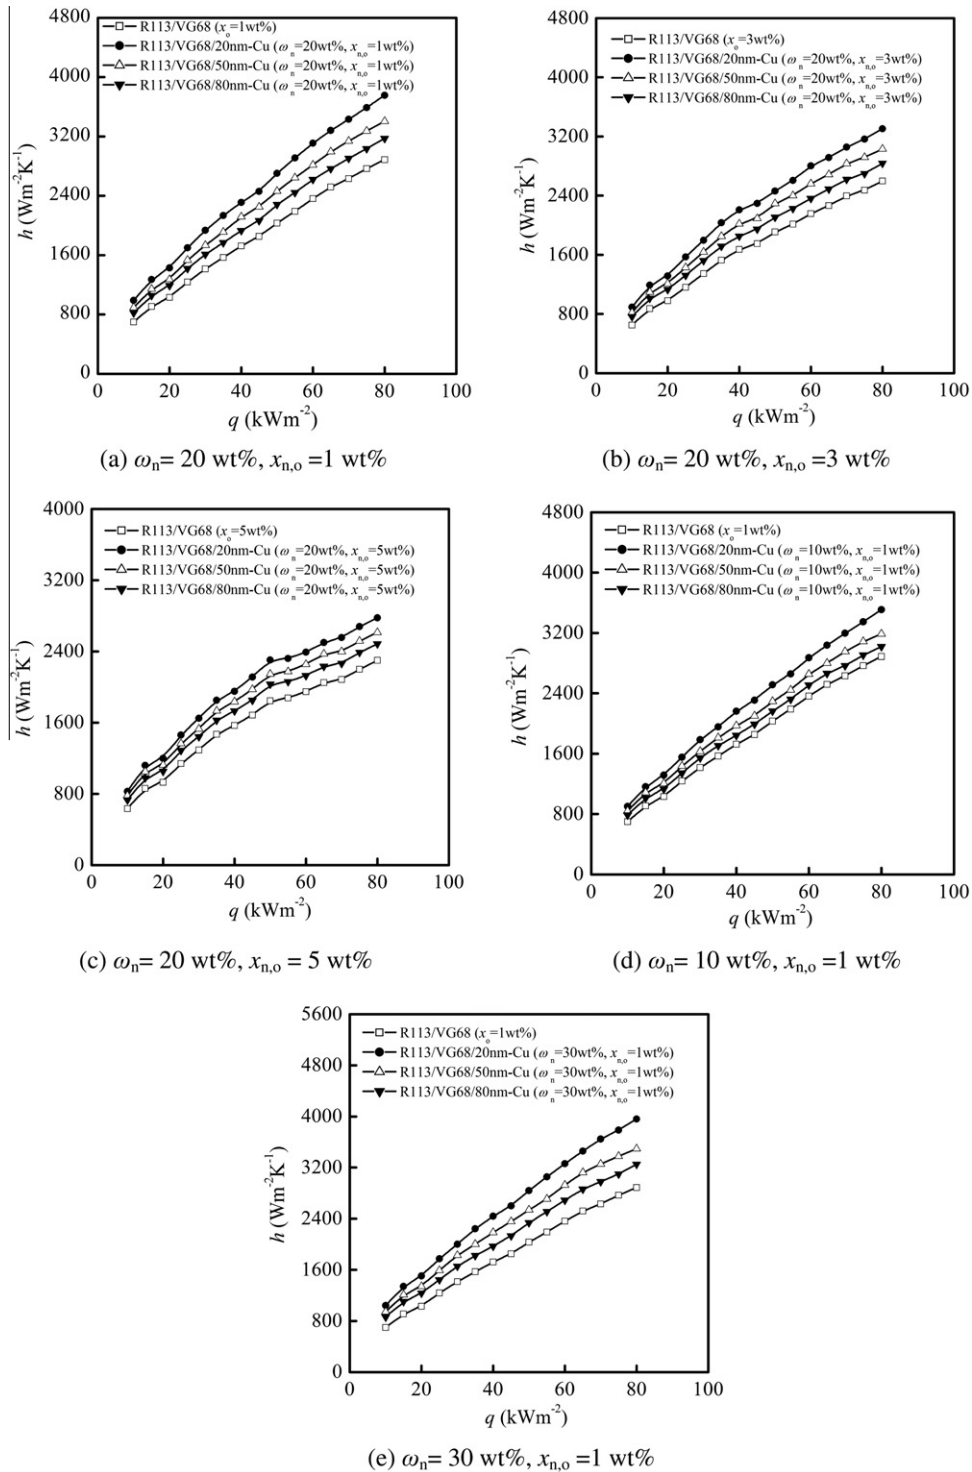 4800
4000
3200
2400
1600
800
0
h (Wm⁻²K⁻¹)
R113/VG68 (xₒ=1wt%)
R113/VG68/20nm-Cu (ωₙ=20wt%, xₙ,ₒ=1wt%)
R113/VG68/50nm-Cu (ωₙ=20wt%, xₙ,ₒ=1wt%)
R113/VG68/80nm-Cu (ωₙ=20wt%, xₙ,ₒ=1wt%)
0 20 40 60 80 100
q (kWm⁻²)
(a) ωₙ= 20 wt%, xₙ,ₒ =1 wt%
4800
4000
3200
2400
1600
800
0
h (Wm⁻²K⁻¹)
R113/VG68 (xₒ=3wt%)
R113/VG68/20nm-Cu (ωₙ=20wt%, xₙ,ₒ=3wt%)
R113/VG68/50nm-Cu (ωₙ=20wt%, xₙ,ₒ=3wt%)
R113/VG68/80nm-Cu (ωₙ=20wt%, xₙ,ₒ=3wt%)
0 20 40 60 80 100
q (kWm⁻²)
(b) ωₙ= 20 wt%, xₙ,ₒ =3 wt%
4000
3200
2400
1600
800
0
h (Wm⁻²K⁻¹)
R113/VG68 (xₒ=5wt%)
R113/VG68/20nm-Cu (ωₙ=20wt%, xₙ,ₒ=5wt%)
R113/VG68/50nm-Cu (ωₙ=20wt%, xₙ,ₒ=5wt%)
R113/VG68/80nm-Cu (ωₙ=20wt%, xₙ,ₒ=5wt%)
0 20 40 60 80 100
q (kWm⁻²)
(c) ωₙ= 20 wt%, xₙ,ₒ = 5 wt%
4800
4000
3200
2400
1600
800
0
h (Wm⁻²K⁻¹)
R113/VG68 (xₒ=1wt%)
R113/VG68/20nm-Cu (ωₙ=10wt%, xₙ,ₒ=1wt%)
R113/VG68/50nm-Cu (ωₙ=10wt%, xₙ,ₒ=1wt%)
R113/VG68/80nm-Cu (ωₙ=10wt%, xₙ,ₒ=1wt%)
0 20 40 60 80 100
q (kWm⁻²)
(d) ωₙ= 10 wt%, xₙ,ₒ =1 wt%
5600
4800
4000
3200
2400
1600
800
0
h (Wm⁻²K⁻¹)
R113/VG68 (xₒ=1wt%)
R113/VG68/20nm-Cu (ωₙ=30wt%, xₙ,ₒ=1wt%)
R113/VG68/50nm-Cu (ωₙ=30wt%, xₙ,ₒ=1wt%)
R113/VG68/80nm-Cu (ωₙ=30wt%, xₙ,ₒ=1wt%)
0 20 40 60 80 100
q (kWm⁻²)
(e) ωₙ= 30 wt%, xₙ,ₒ =1 wt%